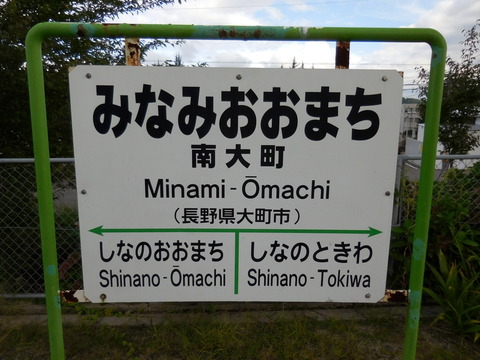 みなみおおまち
南大町
Minami-Ōmachi
(長野県大町市)
しなのおおまち しなのときわ
Shinano-Ōmachi Shinano-Tokiwa